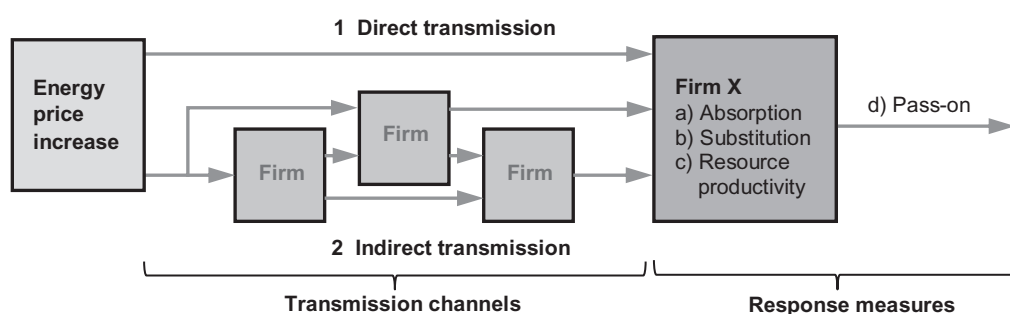 1 Direct transmission
Energy
price
increase
Firm
Firm
Firm
Firm X
a) Absorption
b) Substitution
c) Resource
productivity
d) Pass-on
2 Indirect transmission
Transmission channels
Response measures